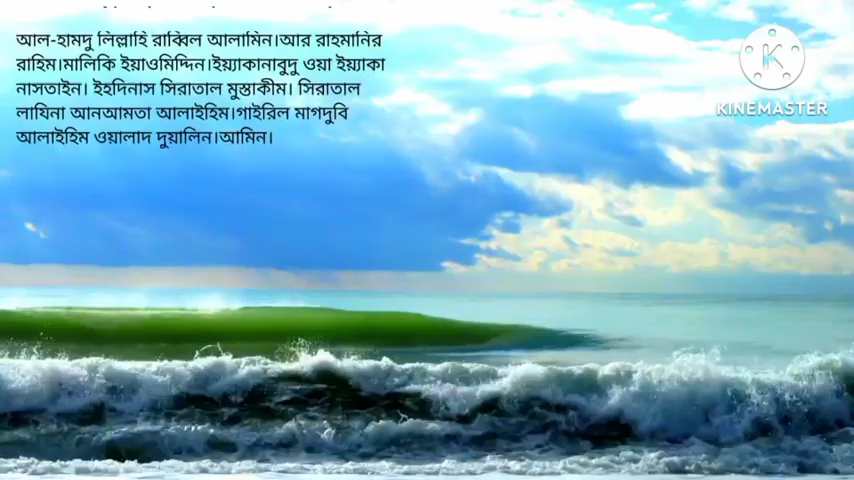 আল-হামদু লিল্লাহি রাব্বিল আলামিন।আর রাহমানির
রাহিম।মালিকি ইয়াওমিদ্দিন।ইয়্যাকানাবুদু ওয়া ইয়্যাকা
নাসতাইন। ইহদিনাস সিরাতাল মুস্তাকীম। সিরাতাল
লাযিনা আনআমতা আলাইহিম।গাইরিল মাগদুবি
আলাইহিম ওয়ালাদ দুয়ালিন।আমিন।
KINEMASTER